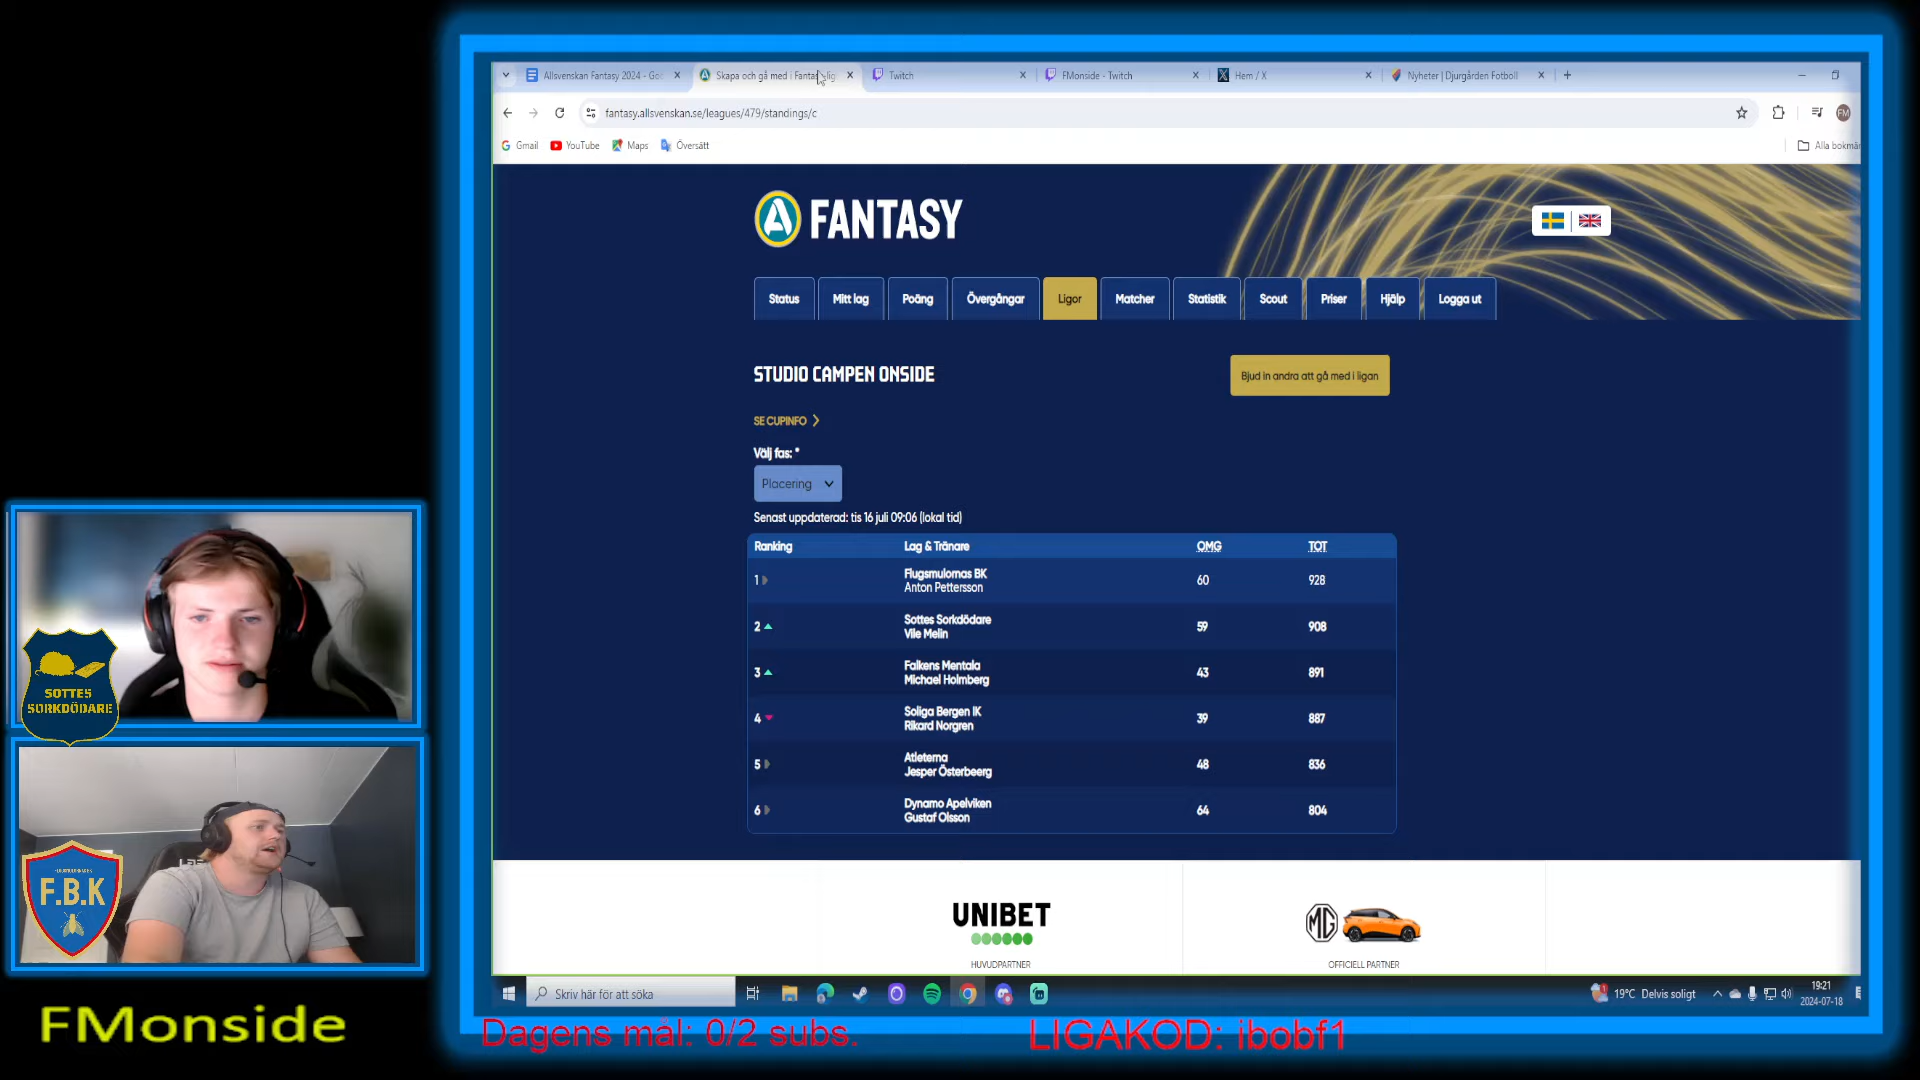 Allsvenskan Fantasy 2024 - Go
Skapa och gå med i Fantasylig
Twitch
FMonside - Twitch
Hem / X
Nyheter | Djurgården Fotboll
fantasy.allsvenskan.se/leagues/479/standings/c
FM
Gmail
YouTube
Maps
Översätt
Alla bokmär
FANTASY
Status
Mitt lag
Poäng
Övergångar
Ligor
Matcher
Statistik
Scout
Priser
Hjälp
Logga ut
STUDIO CAMPEN ONSIDE
Bjud in andra att gå med i ligan
SE CUPINFO
Välj fas: *
Placering
Senast uppdaterad: tis 16 juli 09:06 (lokal tid)
Ranking Lag & Tränare OMG TOT
1 Flugsmulornas BK 60 928
Anton Pettersson
2 Sottes Sorkdödare 59 908
Vile Melin
3 Falkens Mentala 43 891
Michael Holmberg
4 Soliga Bergen IK 39 887
Rikard Norgren
5 Atleterna 48 836
Jesper Österbeerg
6 Dynamo Apelviken 64 804
Gustaf Olsson
UNIBET
HUVUDPARTNER
MG
OFFICIELL PARTNER
Skriv här för att söka
19°C Delvis soligt
19:21
2024-07-18
SOTTES
SORKDÖDARE
F.B.K
FMonside
Dagens mål: 0/2 subs.
LIGAKOD: ibobf1